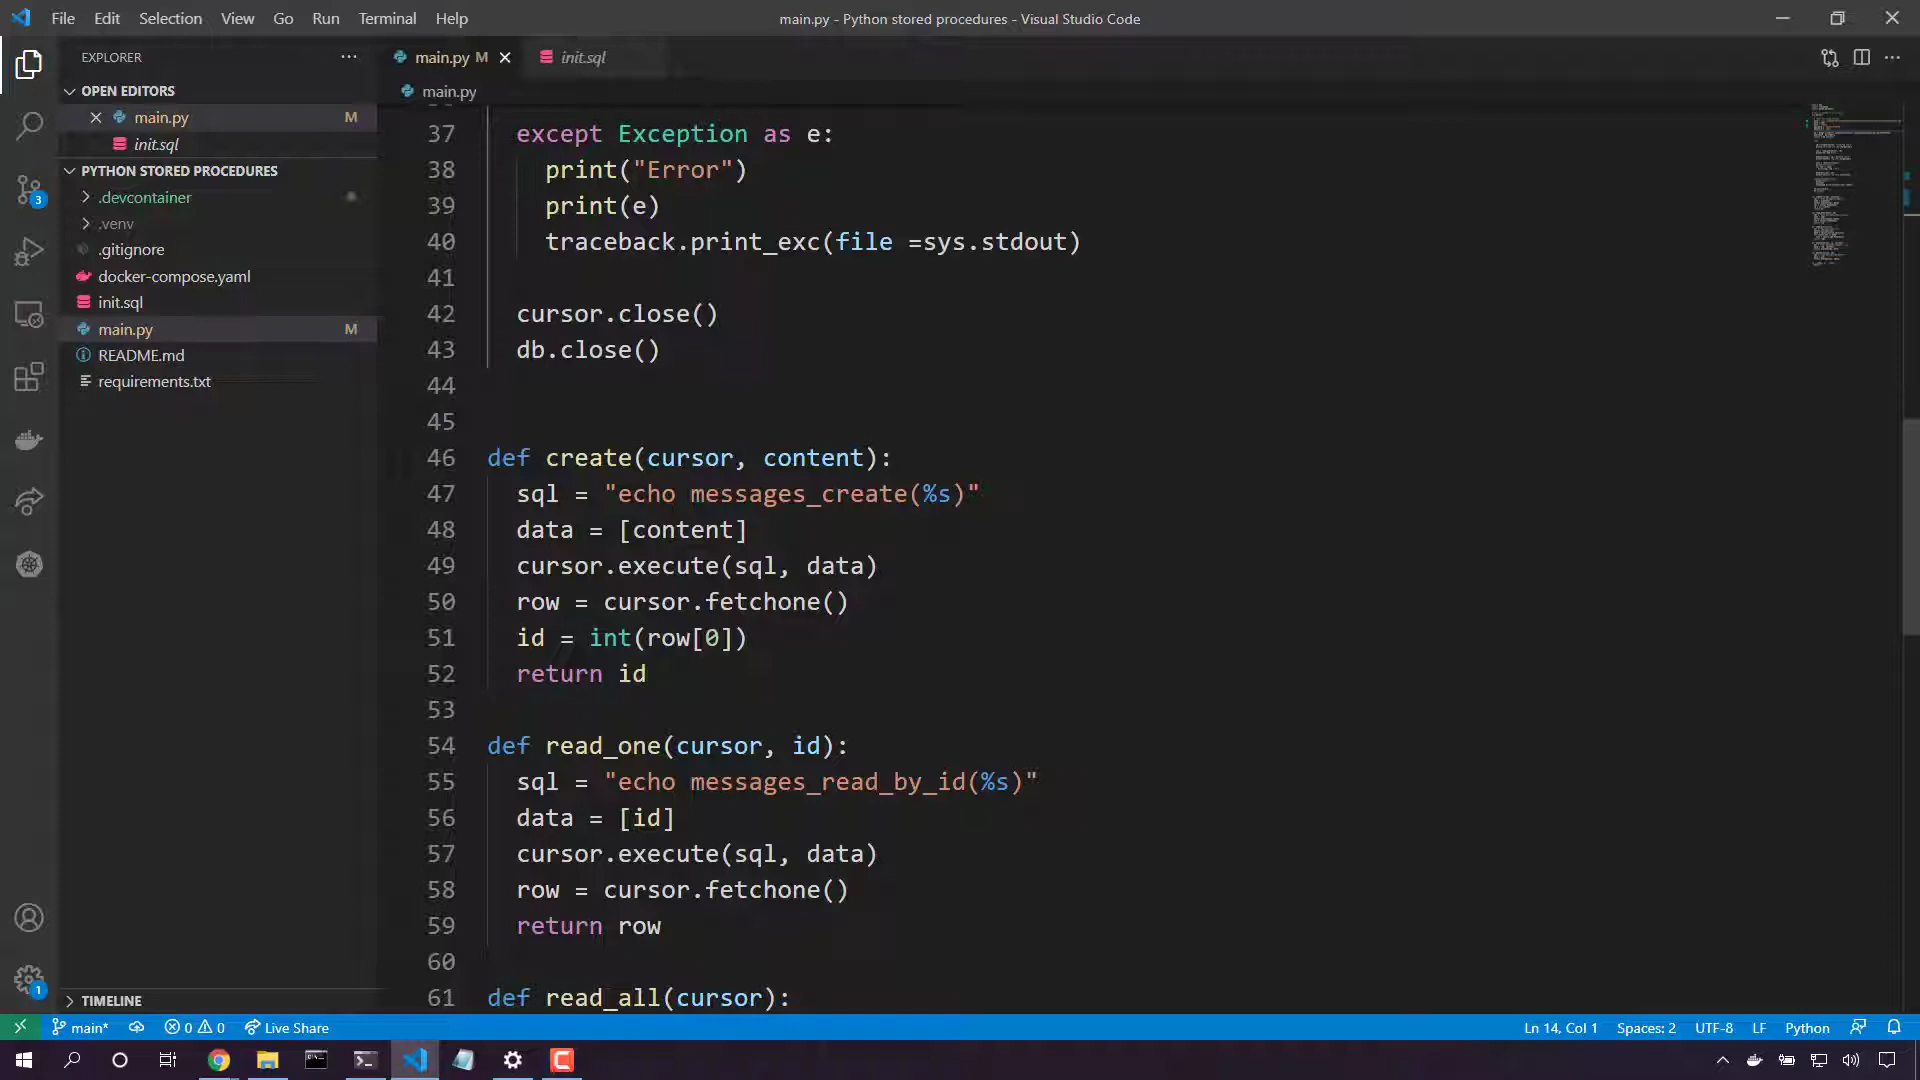 File Edit Selection View Go Run Terminal Help
main.py - Python stored procedures - Visual Studio Code
EXPLORER
OPEN EDITORS
main.py M
init.sql
PYTHON STORED PROCEDURES
.devcontainer
.venv
.gitignore
docker-compose.yaml
init.sql
main.py M
README.md
requirements.txt
TIMELINE
3
1
main.py M
init.sql
main.py
37 except Exception as e:
38 print("Error")
39 print(e)
40 traceback.print_exc(file =sys.stdout)
41
42 cursor.close()
43 db.close()
44
45
46 def create(cursor, content):
47 sql = "echo messages_create(%s)"
48 data = [content]
49 cursor.execute(sql, data)
50 row = cursor.fetchone()
51 id = int(row[0])
52 return id
53
54 def read_one(cursor, id):
55 sql = "echo messages_read_by_id(%s)"
56 data = [id]
57 cursor.execute(sql, data)
58 row = cursor.fetchone()
59 return row
60
61 def read_all(cursor):
main* 0 0 Live Share
Ln 14, Col 1 Spaces: 2 UTF-8 LF Python